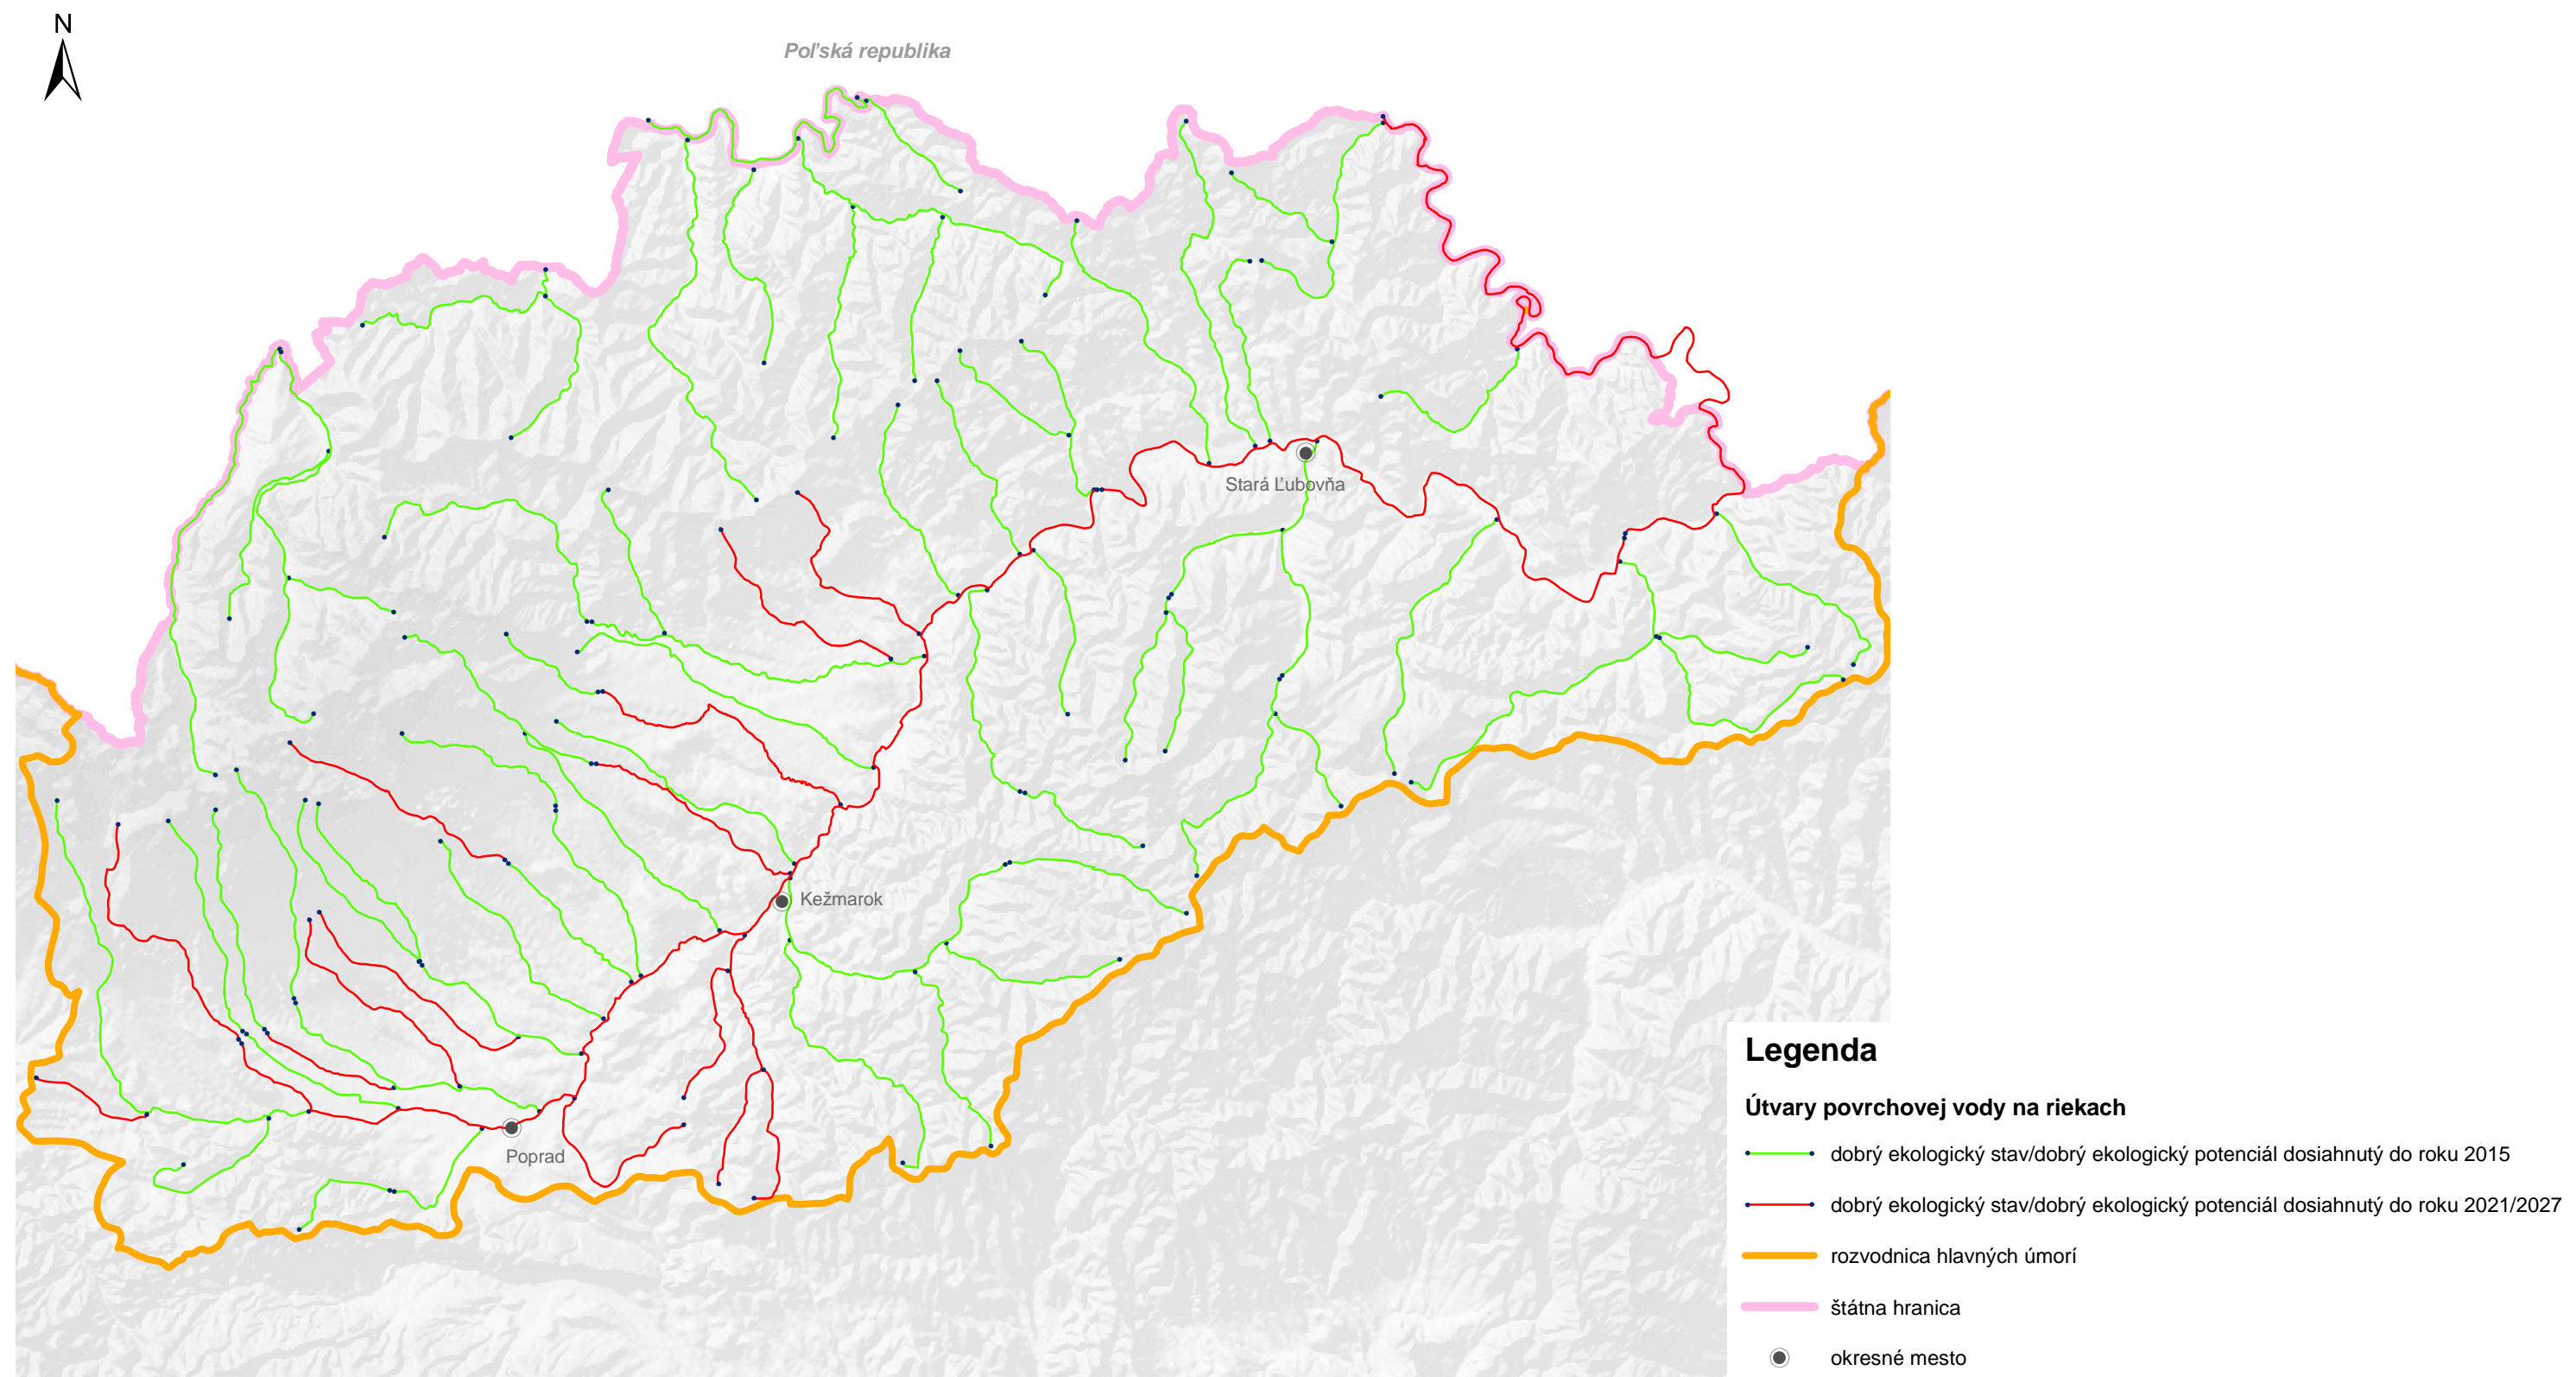 N
Poľská republika
Stará Ľubovňa
Kežmarok
Poprad
Legenda
Útvary povrchovej vody na riekach
dobrý ekologický stav/dobrý ekologický potenciál dosiahnutý do roku 2015
dobrý ekologický stav/dobrý ekologický potenciál dosiahnutý do roku 2021/2027
rozvodnica hlavných úmorí
štátna hranica
okresné mesto